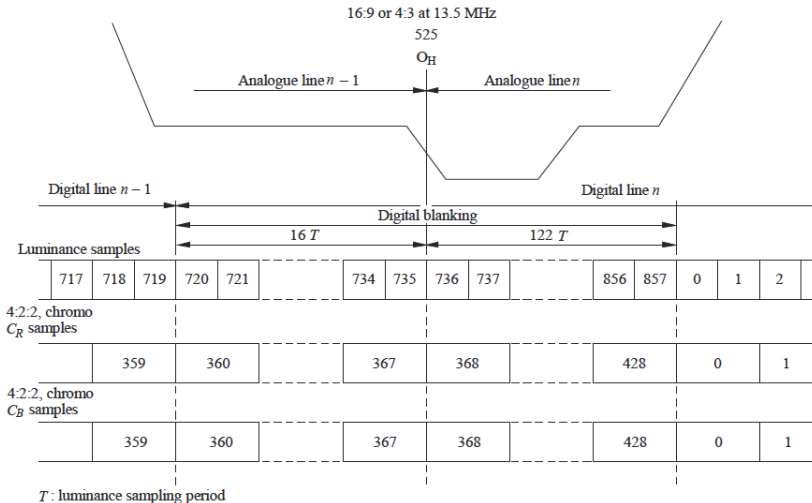 16:9 or 4:3 at 13.5 MHz
525
O_H
Analogue line n − 1 Analogue line n
Digital line n − 1 Digital line n
Digital blanking
16 T 122 T
Luminance samples
717 718 719 720 721 734 735 736 737 856 857 0 1 2
4:2:2, chromo
C_R samples
359 360 367 368 428 0 1
4:2:2, chromo
C_B samples
359 360 367 368 428 0 1
T : luminance sampling period